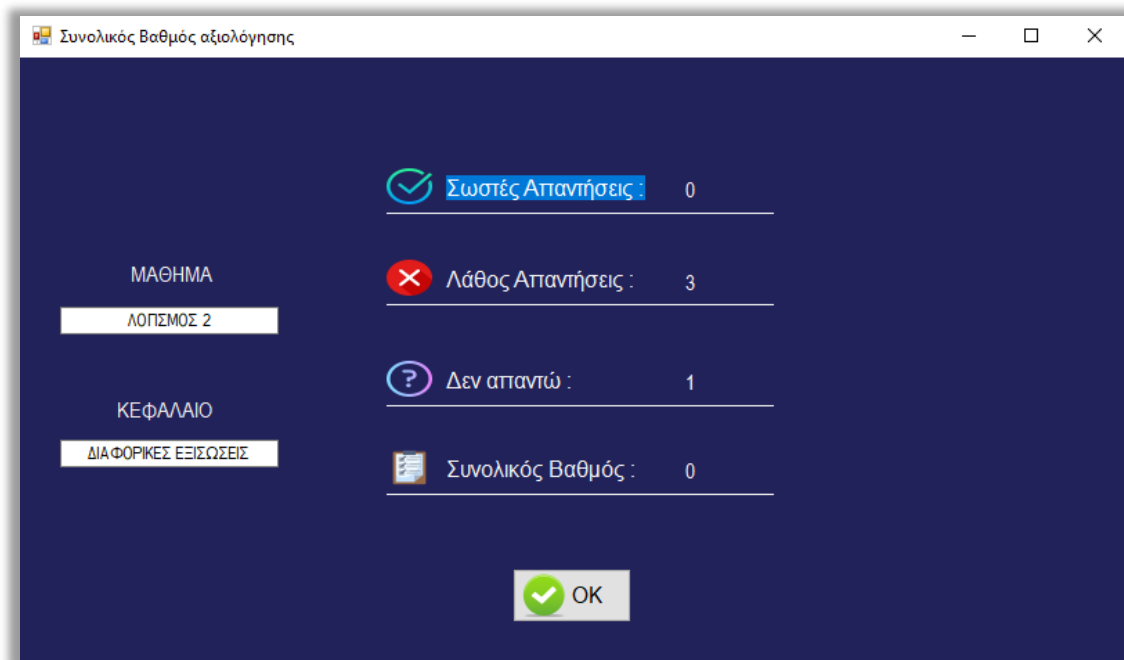 Συνολικός Βαθμός αξιολόγησης
Σωστές Απαντήσεις : 0
Λάθος Απαντήσεις : 3
ΜΑΘΗΜΑ
ΛΟΓΙΣΜΟΣ 2
Δεν απαντώ : 1
ΚΕΦΑΛΑΙΟ
ΔΙΑΦΟΡΙΚΕΣ ΕΞΙΣΩΣΕΙΣ
Συνολικός Βαθμός : 0
OK